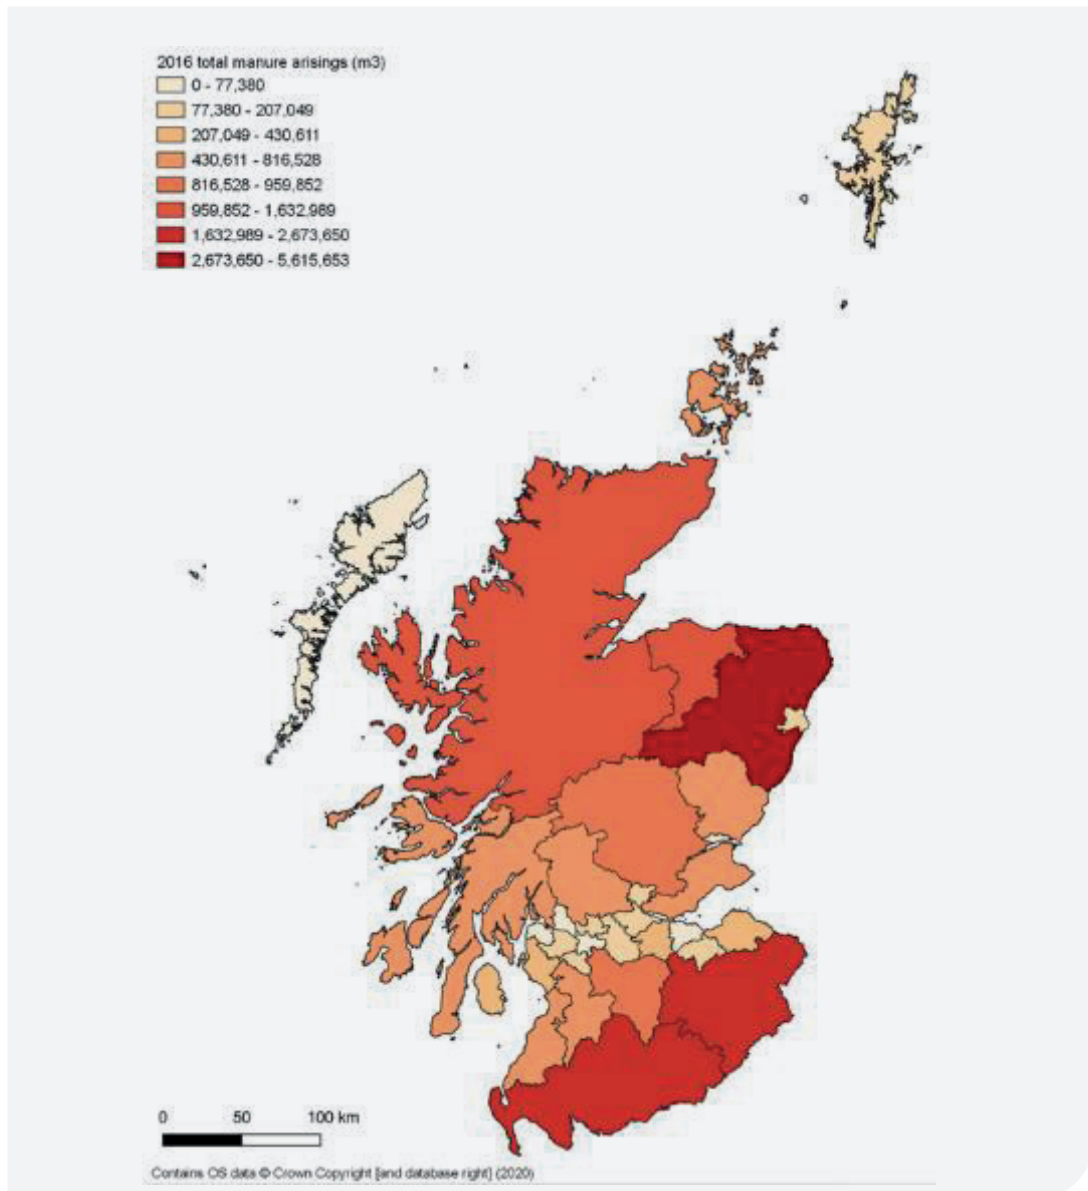 2016 total manure arisings (m3)
0 - 77,380
77,380 - 207,049
207,049 - 430,611
430,611 - 816,528
816,528 - 959,852
959,852 - 1,632,989
1,632,989 - 2,673,650
2,673,650 - 5,615,653
0 50 100 km
Contains OS data © Crown Copyright [and database right] (2020)